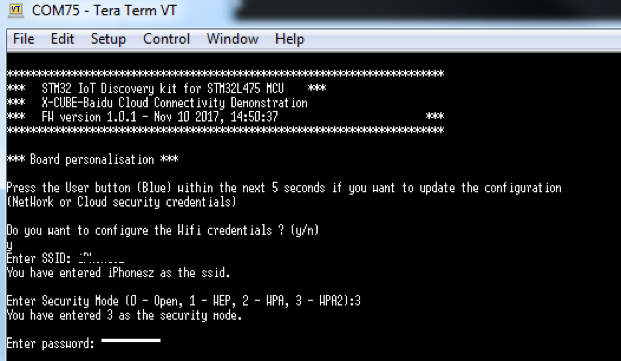 COM75 - Tera Term VT
File Edit Setup Control Window Help
*******************************************************************
*** STM32 IoT Discovery kit for STM32L475 MCU ***
*** X-CUBE-Baidu Cloud Connectivity Demonstration
*** FW version 1.0.1 - Nov 10 2017, 14:50:37 ***
*******************************************************************
*** Board personalisation ***
Press the User button (Blue) within the next 5 seconds if you want to update the configuration
(NetWork or Cloud security credentials)
Do you want to configure the Wifi credentials ? (y/n)
y
Enter SSID:
You have entered iPhonesz as the ssid.
Enter Security Mode (0 - Open, 1 - WEP, 2 - WPA, 3 - WPA2):3
You have entered 3 as the security mode.
Enter password: